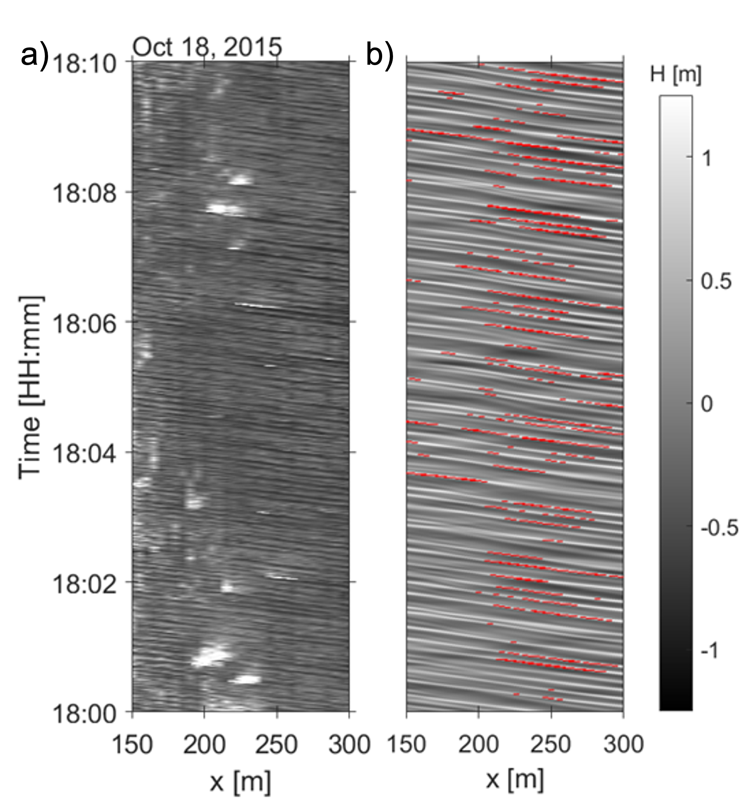 a) Oct 18, 2015 b)
18:10 H [m]
1
18:08
0.5
18:06
0
Time [HH:mm]
18:04
-0.5
18:02
-1
18:00
150 200 250 300 150 200 250 300
x [m] x [m]